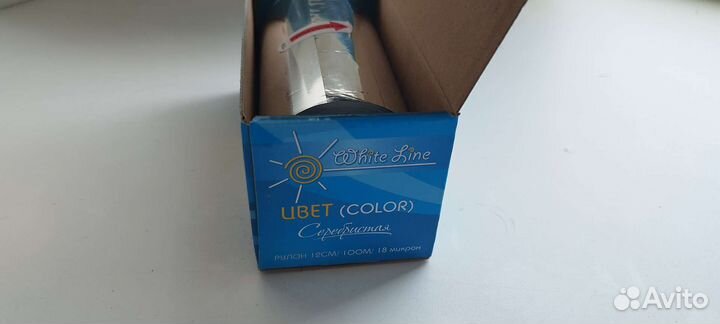 White Line
ЦВЕТ (COLOR)
Серебристая
РУЛОН 12СМ/ 100М/ 18 микрон
Avito